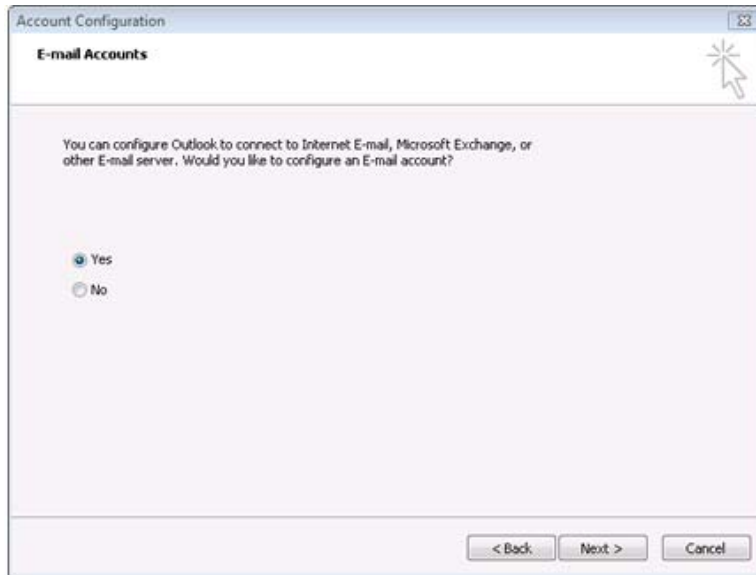 Account Configuration
E-mail Accounts
You can configure Outlook to connect to Internet E-mail, Microsoft Exchange, or
other E-mail server. Would you like to configure an E-mail account?
Yes
No
< Back
Next >
Cancel